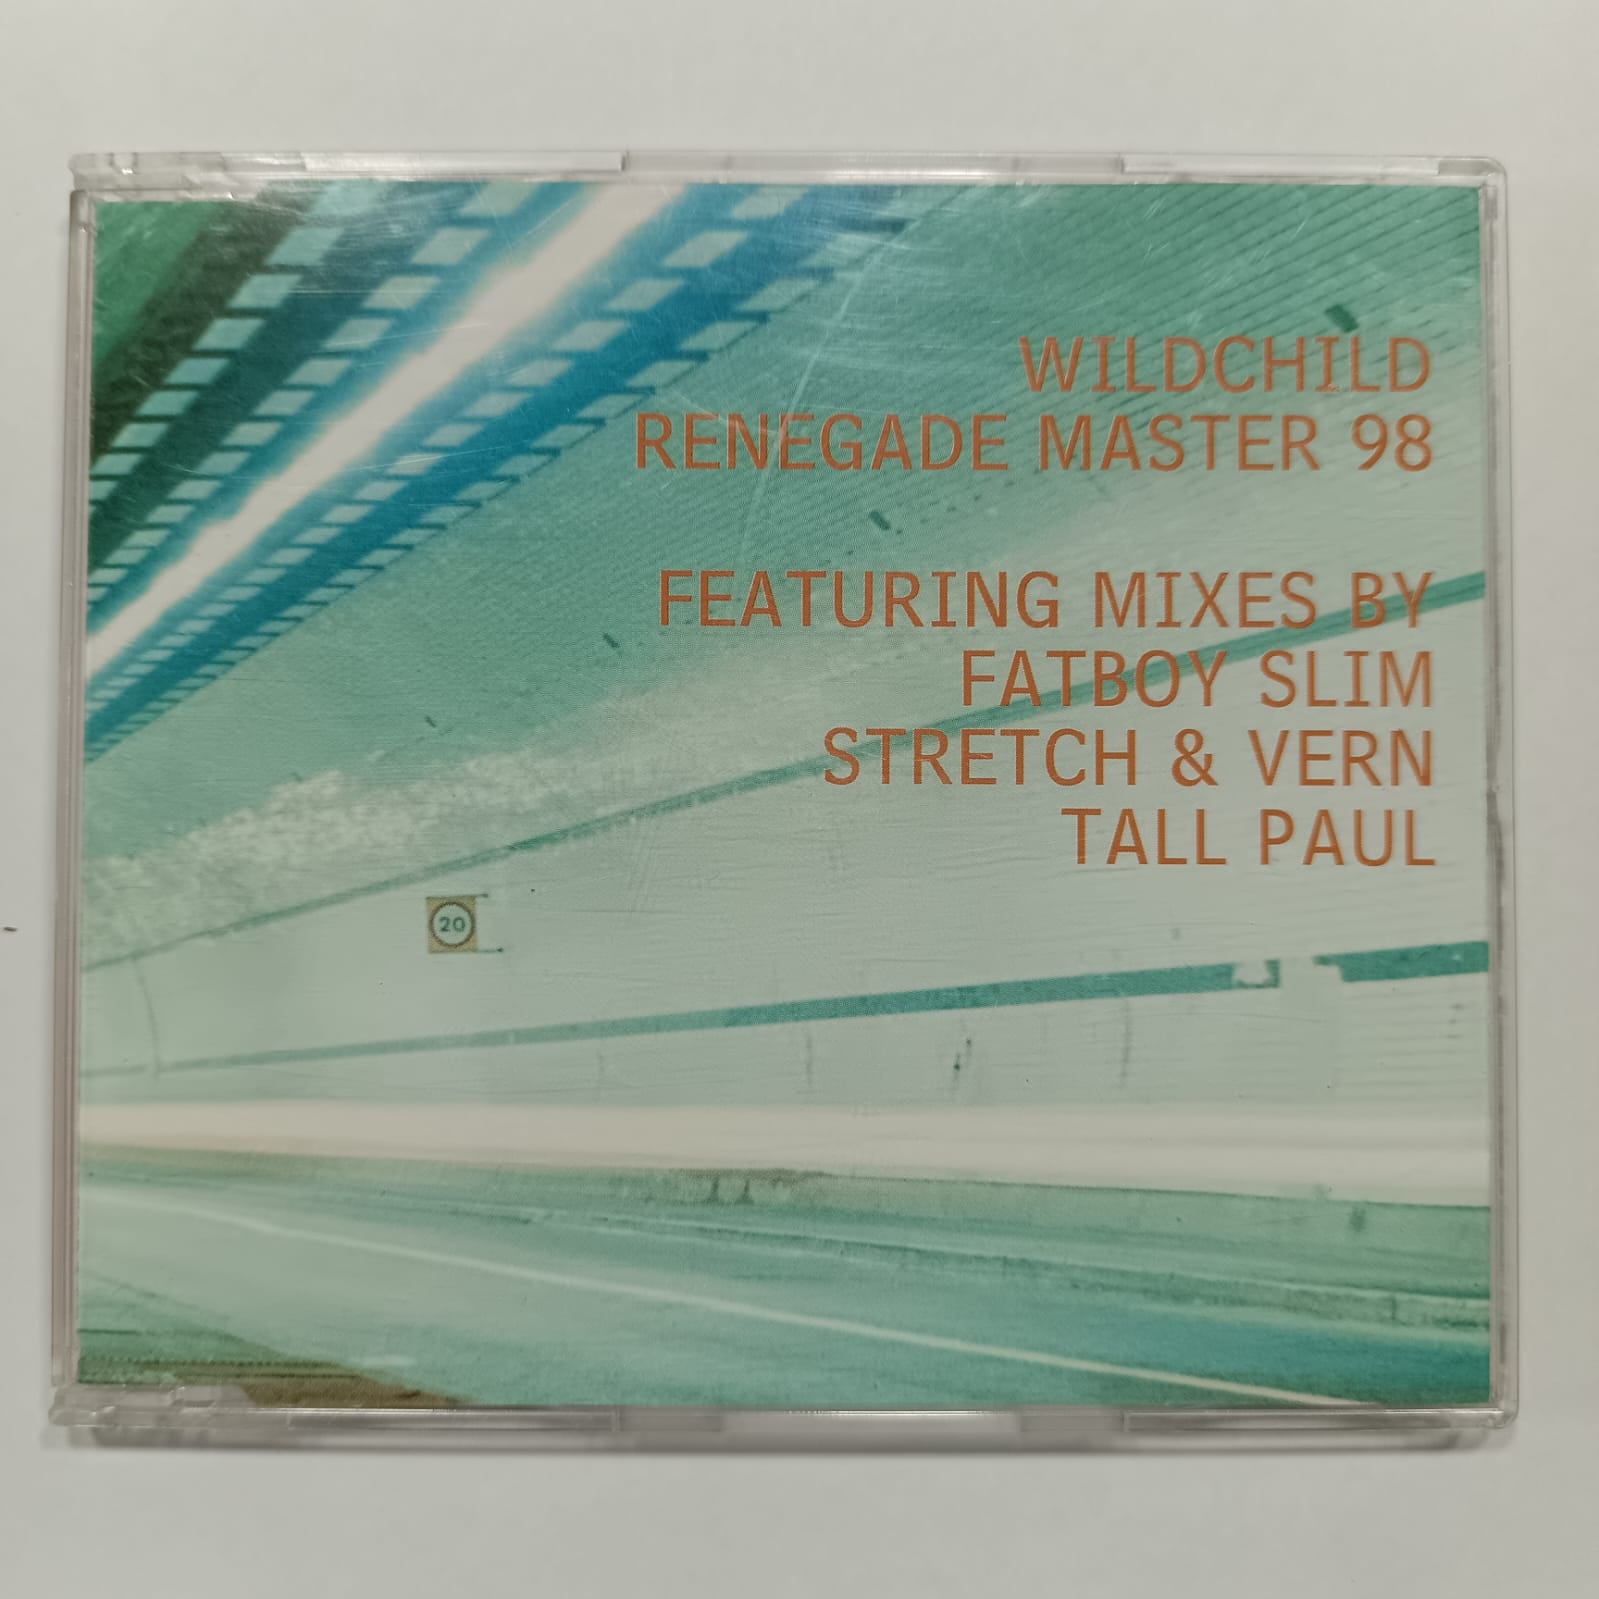 WILDCHILD
RENEGADE MASTER 98
FEATURING MIXES BY
FATBOY SLIM
STRETCH & VERN
TALL PAUL
20